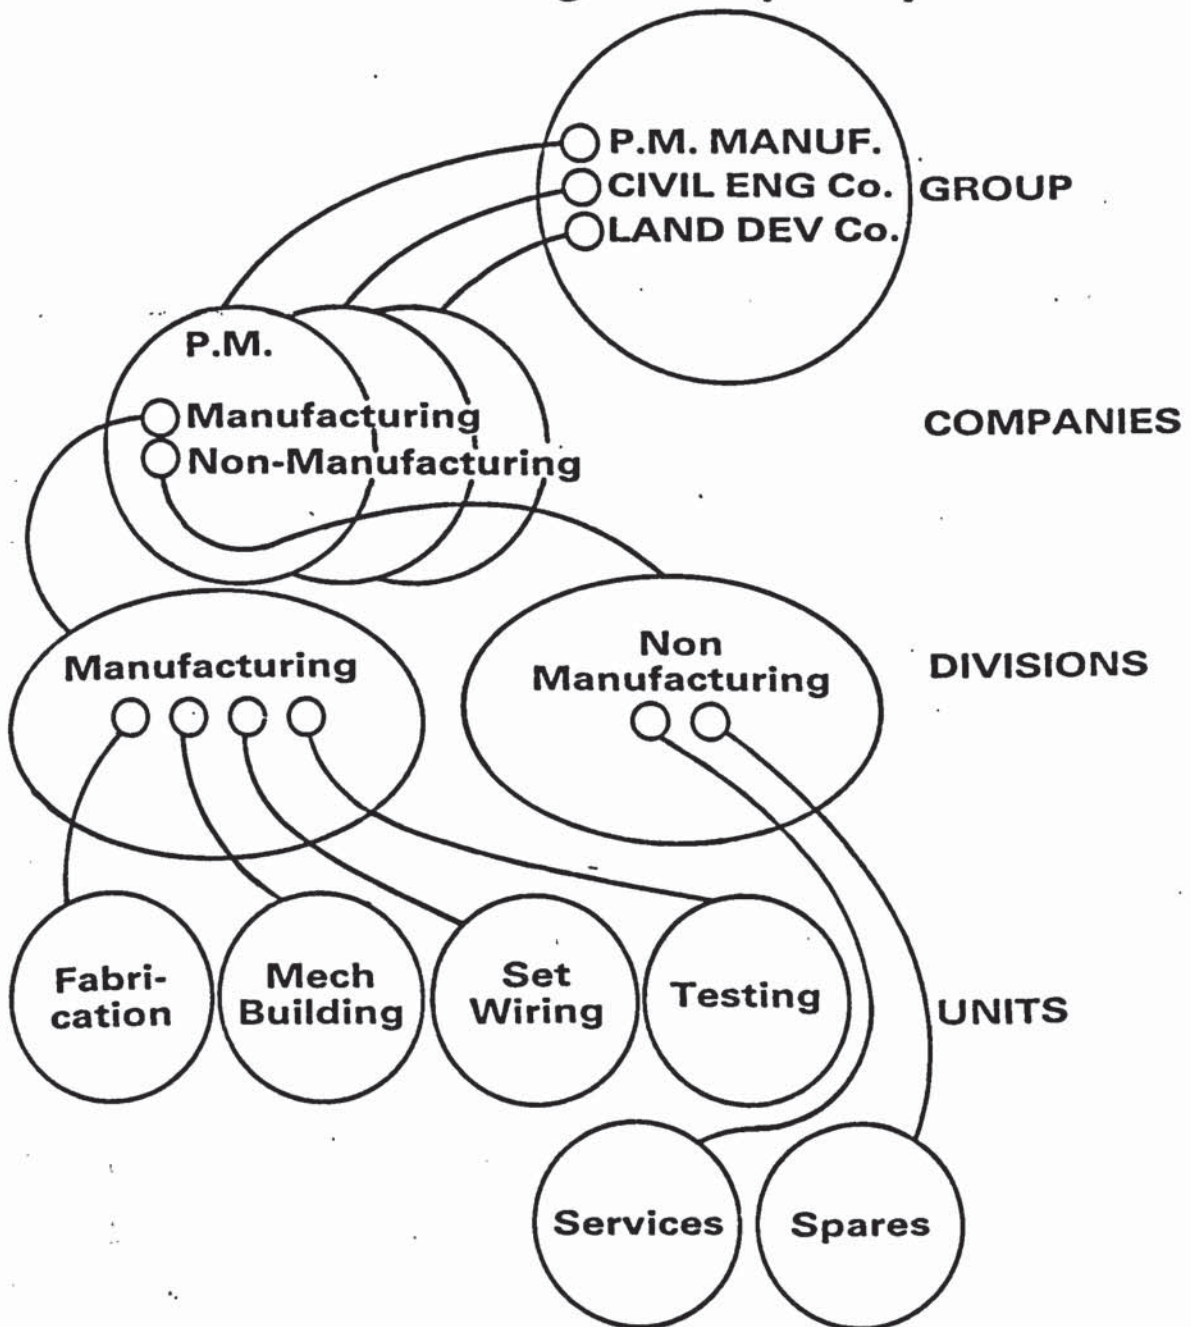 P.M. MANUF.
CIVIL ENG Co.
GROUP
LAND DEV Co.
P.M.
Manufacturing
Non-Manufacturing
COMPANIES
Manufacturing
Non
Manufacturing
DIVISIONS
Fabri-
cation
Mech
Building
Set
Wiring
Testing
UNITS
Services
Spares